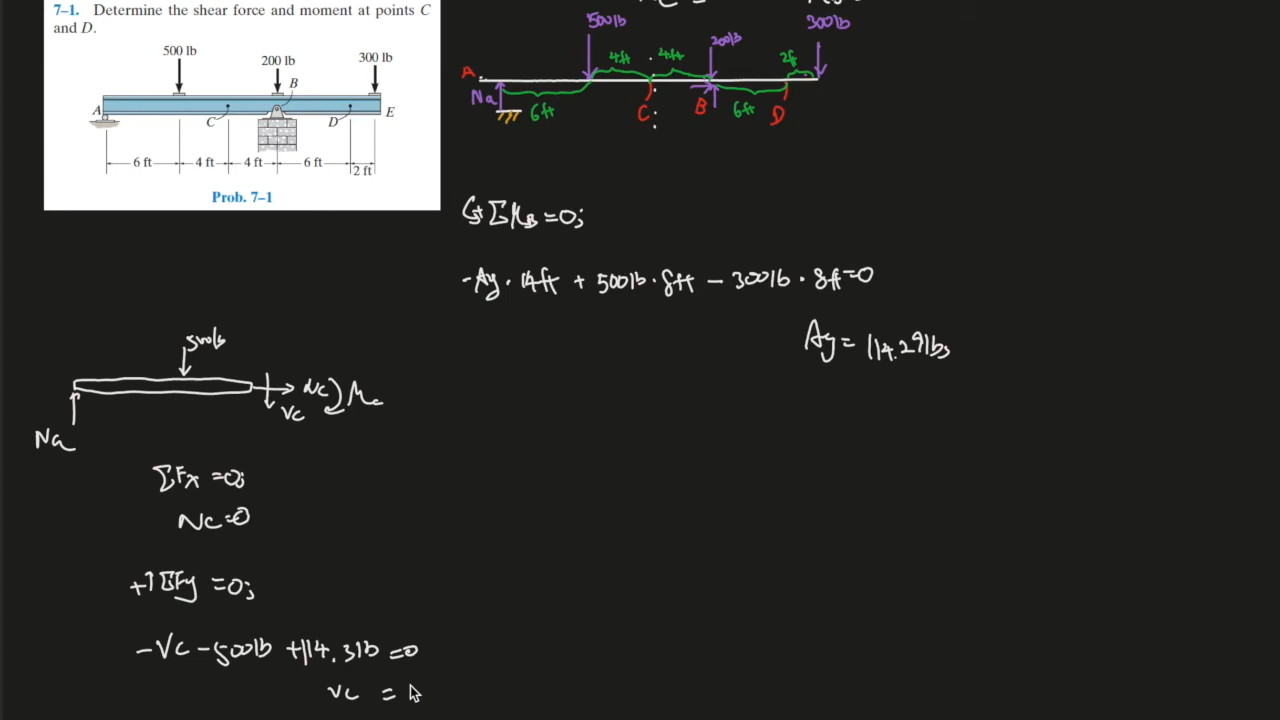 7–1. Determine the shear force and moment at points C
and D.
500 lb
200 lb
300 lb
B
A
C
D
E
6 ft
4 ft
4 ft
6 ft
2 ft
Prob. 7–1
500lb
200lb
300lb
4ft
4ft
2ft
A
Na
6ft
C
B
6ft
D
↺+ ΣMB =0;
-Ay · 14ft + 500lb · 8ft – 300lb · 8ft=0
Ay = 114.29lbs
500lb
Nc
Vc
Mc
Na
ΣFx =0;
Nc=0
+↑ΣFy =0;
-Vc -500lb +114.3lb =0
Vc =